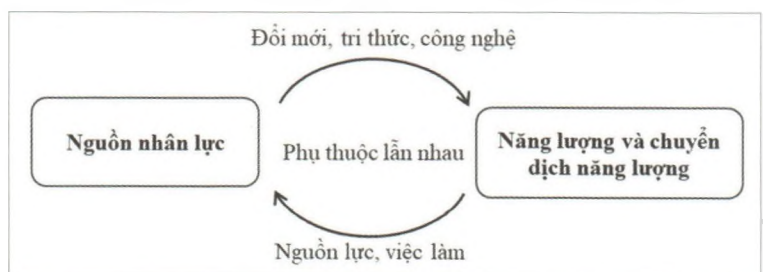 Đổi mới, tri thức, công nghệ
Nguồn nhân lực
Phụ thuộc lẫn nhau
Năng lượng và chuyển
dịch năng lượng
Nguồn lực, việc làm